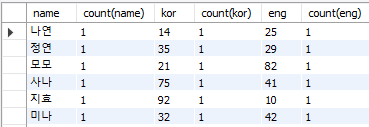 name count(name) kor count(kor) eng count(eng)
나연 1 14 1 25 1
정연 1 35 1 29 1
모모 1 21 1 82 1
사나 1 75 1 41 1
지효 1 92 1 10 1
미나 1 32 1 42 1